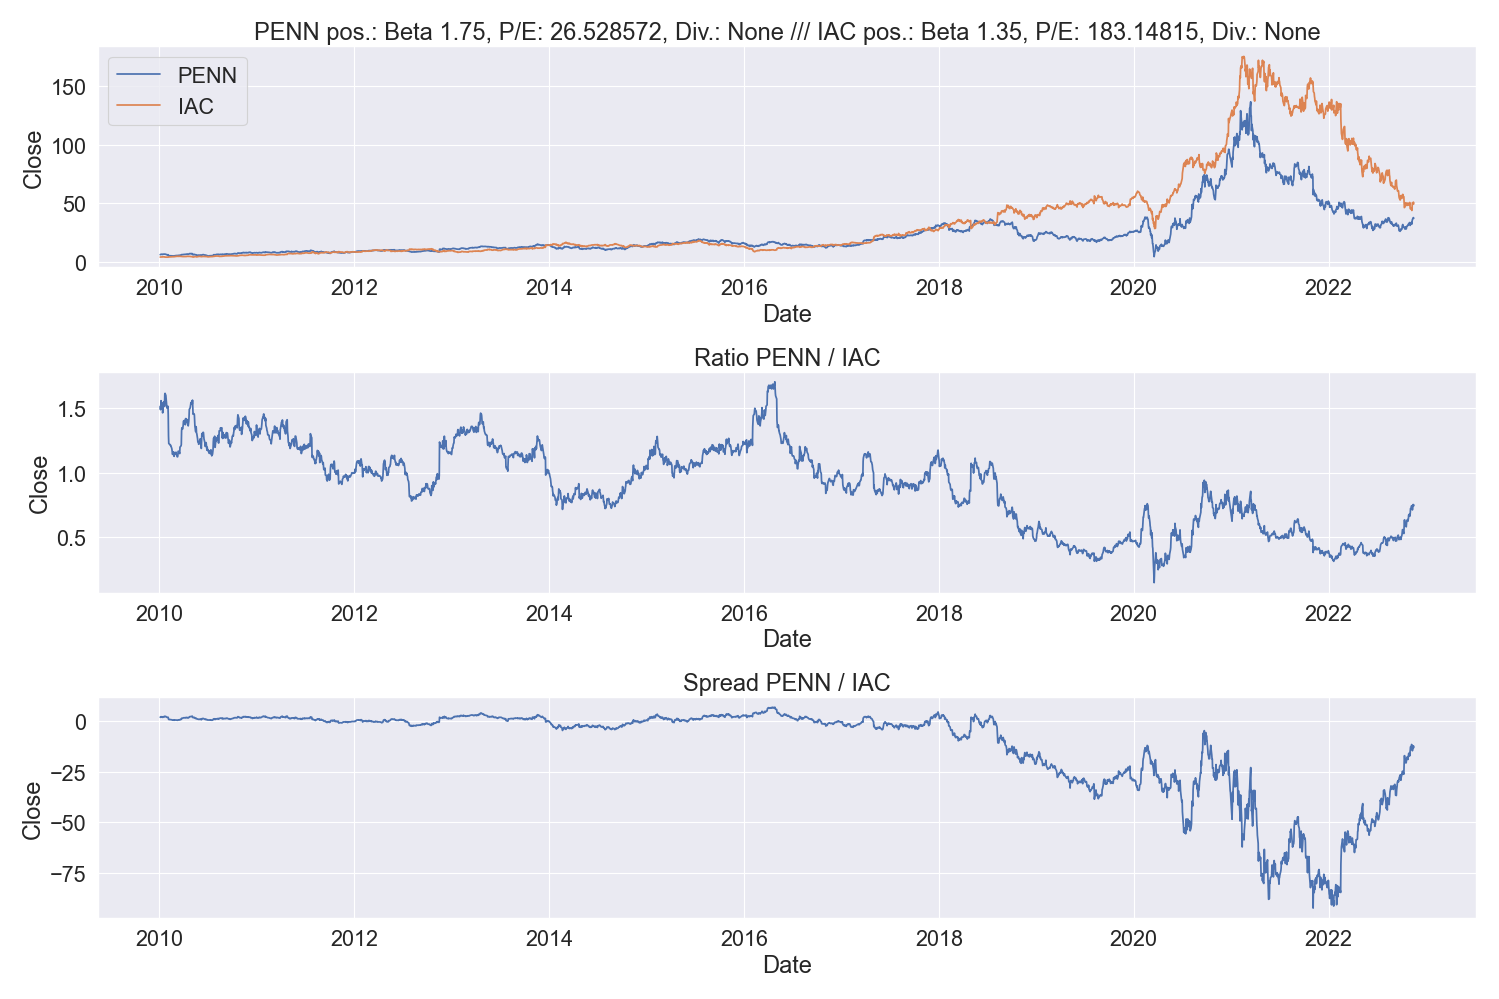 PENN pos.: Beta 1.75, P/E: 26.528572, Div.: None /// IAC pos.: Beta 1.35, P/E: 183.14815, Div.: None
PENN
IAC
Close
150
100
50
0
2010 2012 2014 2016 2018 2020 2022
Date
Ratio PENN / IAC
Close
1.5
1.0
0.5
2010 2012 2014 2016 2018 2020 2022
Date
Spread PENN / IAC
Close
0
−25
−50
−75
2010 2012 2014 2016 2018 2020 2022
Date